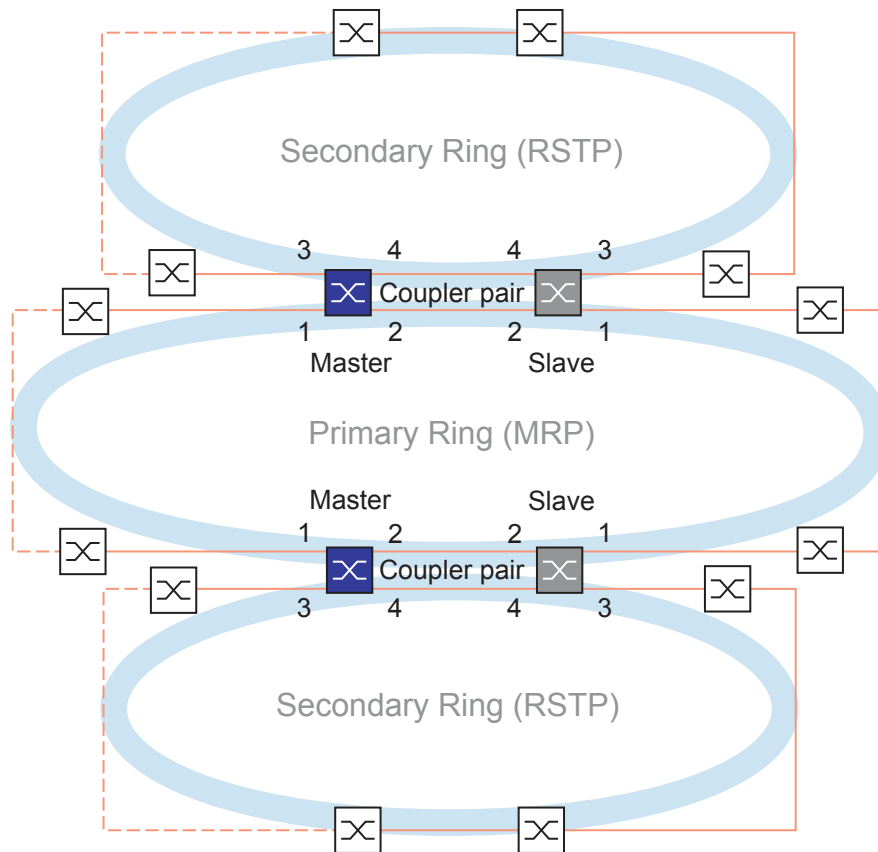 Secondary Ring (RSTP)
3 4 4 3
Coupler pair
1 2 2 1
Master Slave
Primary Ring (MRP)
Master Slave
1 2 2 1
Coupler pair
3 4 4 3
Secondary Ring (RSTP)